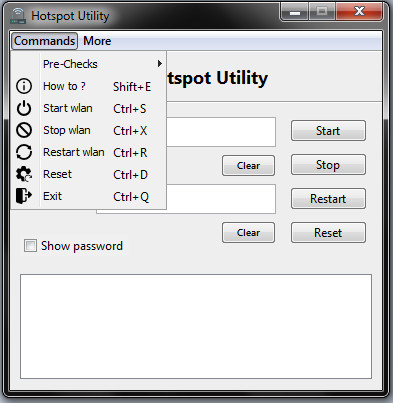 Hotspot Utility
Commands More
Pre-Checks
How to ? Shift+E
Start wlan Ctrl+S
Stop wlan Ctrl+X
Restart wlan Ctrl+R
Reset Ctrl+D
Exit Ctrl+Q
tspot Utility
Start
Clear Stop
Restart
Clear Reset
Show password